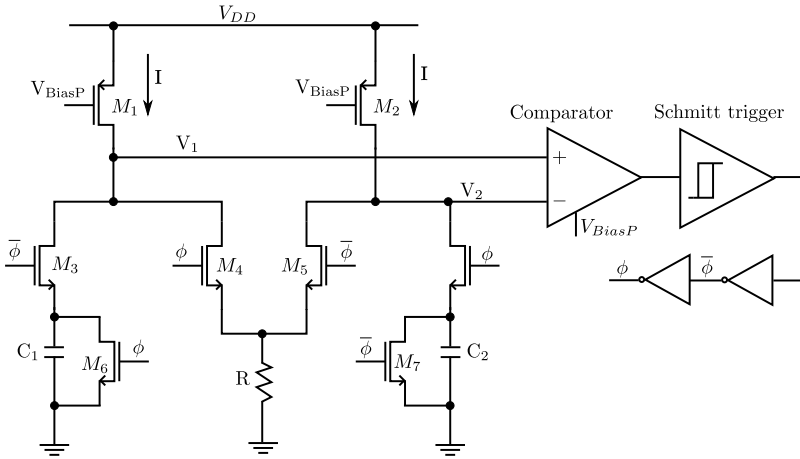 V_DD
I
I
V_BiasP
M_1
V_BiasP
M_2
Comparator
Schmitt trigger
V_1
+
V_2
−
V_BiasP
ϕ̅
M_3
ϕ
M_4
M_5
ϕ̅
ϕ
ϕ
ϕ̅
C_1
M_6
ϕ
ϕ̅
M_7
C_2
R